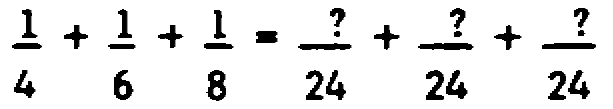 1/4 + 1/6 + 1/8 = ?/24 + ?/24 + ?/24